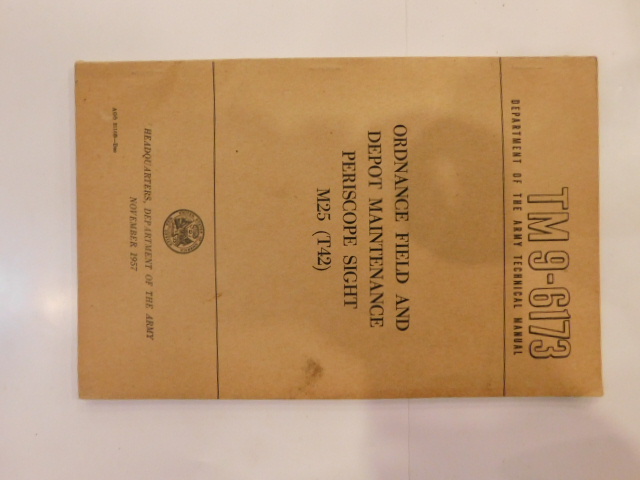 TM 9-6173
DEPARTMENT OF THE ARMY TECHNICAL MANUAL
ORDNANCE FIELD AND
DEPOT MAINTENANCE
PERISCOPE SIGHT
M25 (T42)
HEADQUARTERS, DEPARTMENT OF THE ARMY
NOVEMBER 1957